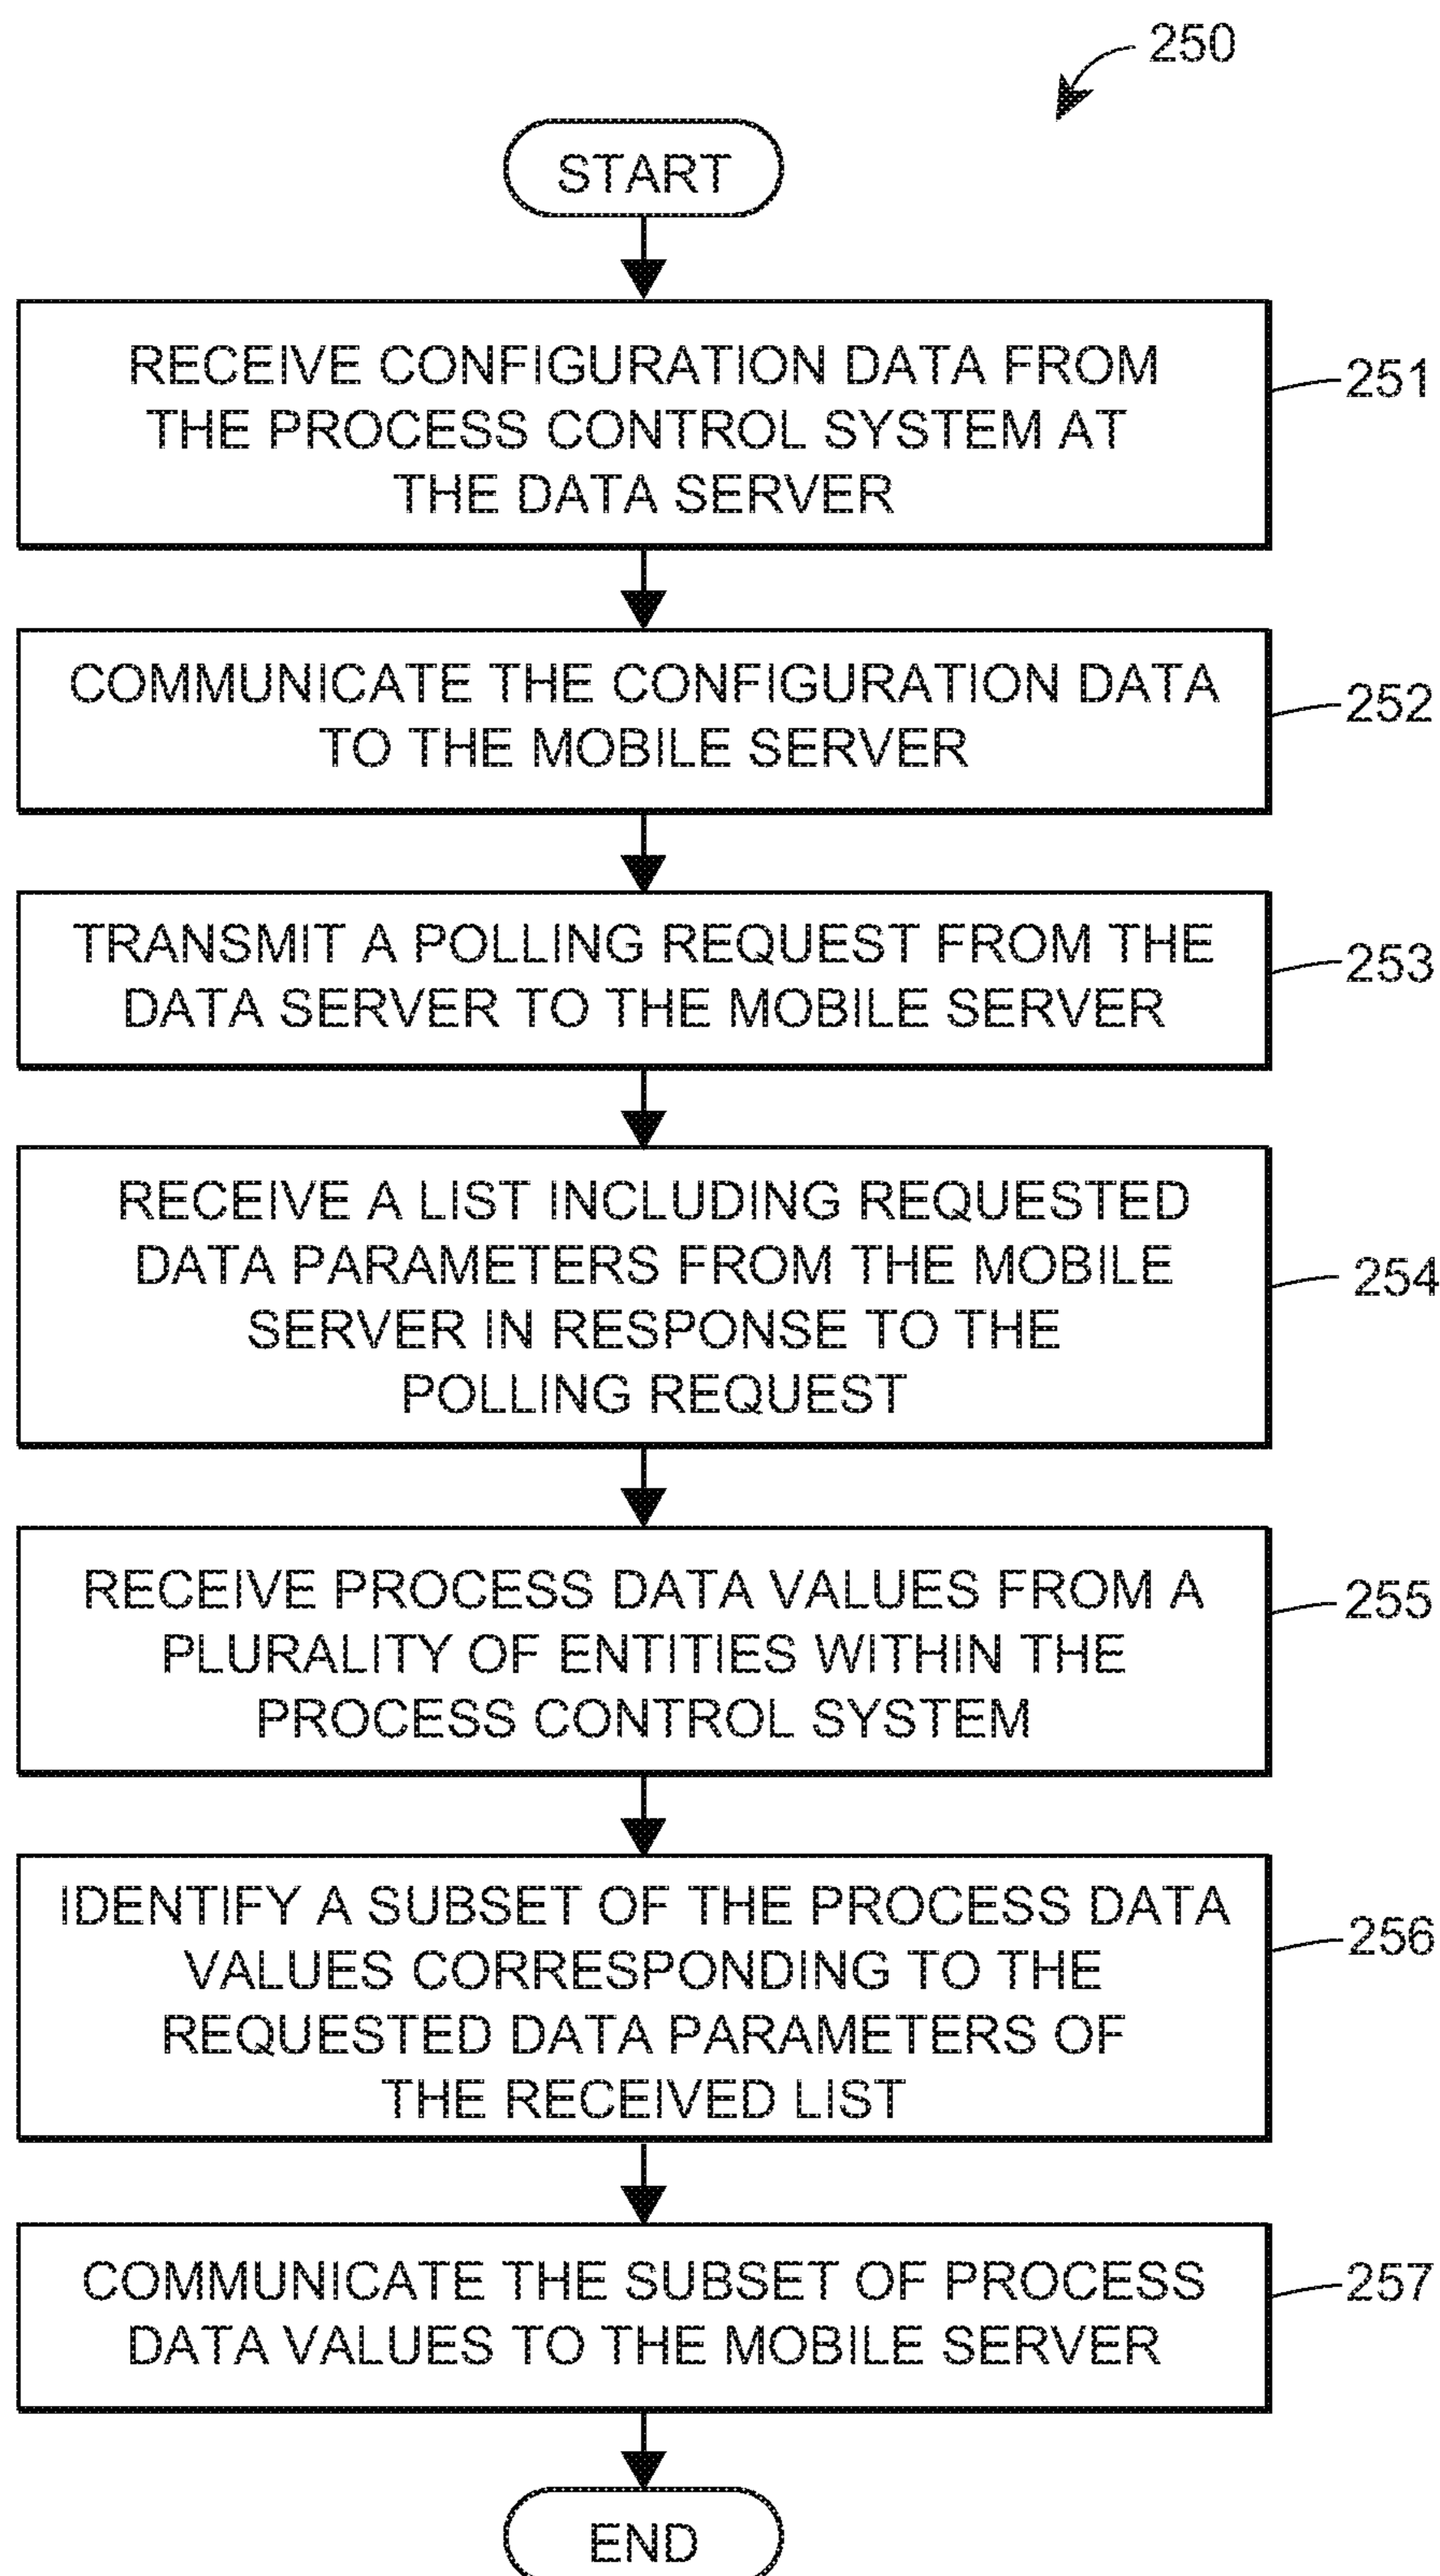 250
START
RECEIVE CONFIGURATION DATA FROM
THE PROCESS CONTROL SYSTEM AT
THE DATA SERVER
251
COMMUNICATE THE CONFIGURATION DATA
TO THE MOBILE SERVER
252
TRANSMIT A POLLING REQUEST FROM THE
DATA SERVER TO THE MOBILE SERVER
253
RECEIVE A LIST INCLUDING REQUESTED
DATA PARAMETERS FROM THE MOBILE
SERVER IN RESPONSE TO THE
POLLING REQUEST
254
RECEIVE PROCESS DATA VALUES FROM A
PLURALITY OF ENTITIES WITHIN THE
PROCESS CONTROL SYSTEM
255
IDENTIFY A SUBSET OF THE PROCESS DATA
VALUES CORRESPONDING TO THE
REQUESTED DATA PARAMETERS OF
THE RECEIVED LIST
256
COMMUNICATE THE SUBSET OF PROCESS
DATA VALUES TO THE MOBILE SERVER
257
END